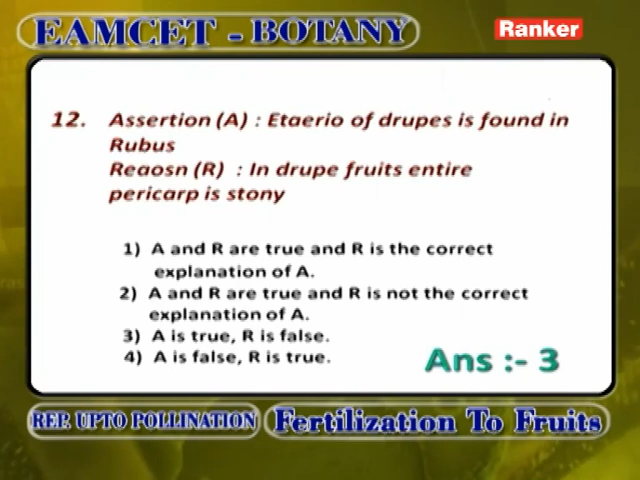 EAMCET - BOTANY
Ranker
12. Assertion (A) : Etaerio of drupes is found in
Rubus
Reaosn (R) : In drupe fruits entire
pericarp is stony
1) A and R are true and R is the correct
explanation of A.
2) A and R are true and R is not the correct
explanation of A.
3) A is true, R is false.
4) A is false, R is true.
Ans :- 3
REP. UPTO POLLINATION
Fertilization To Fruits